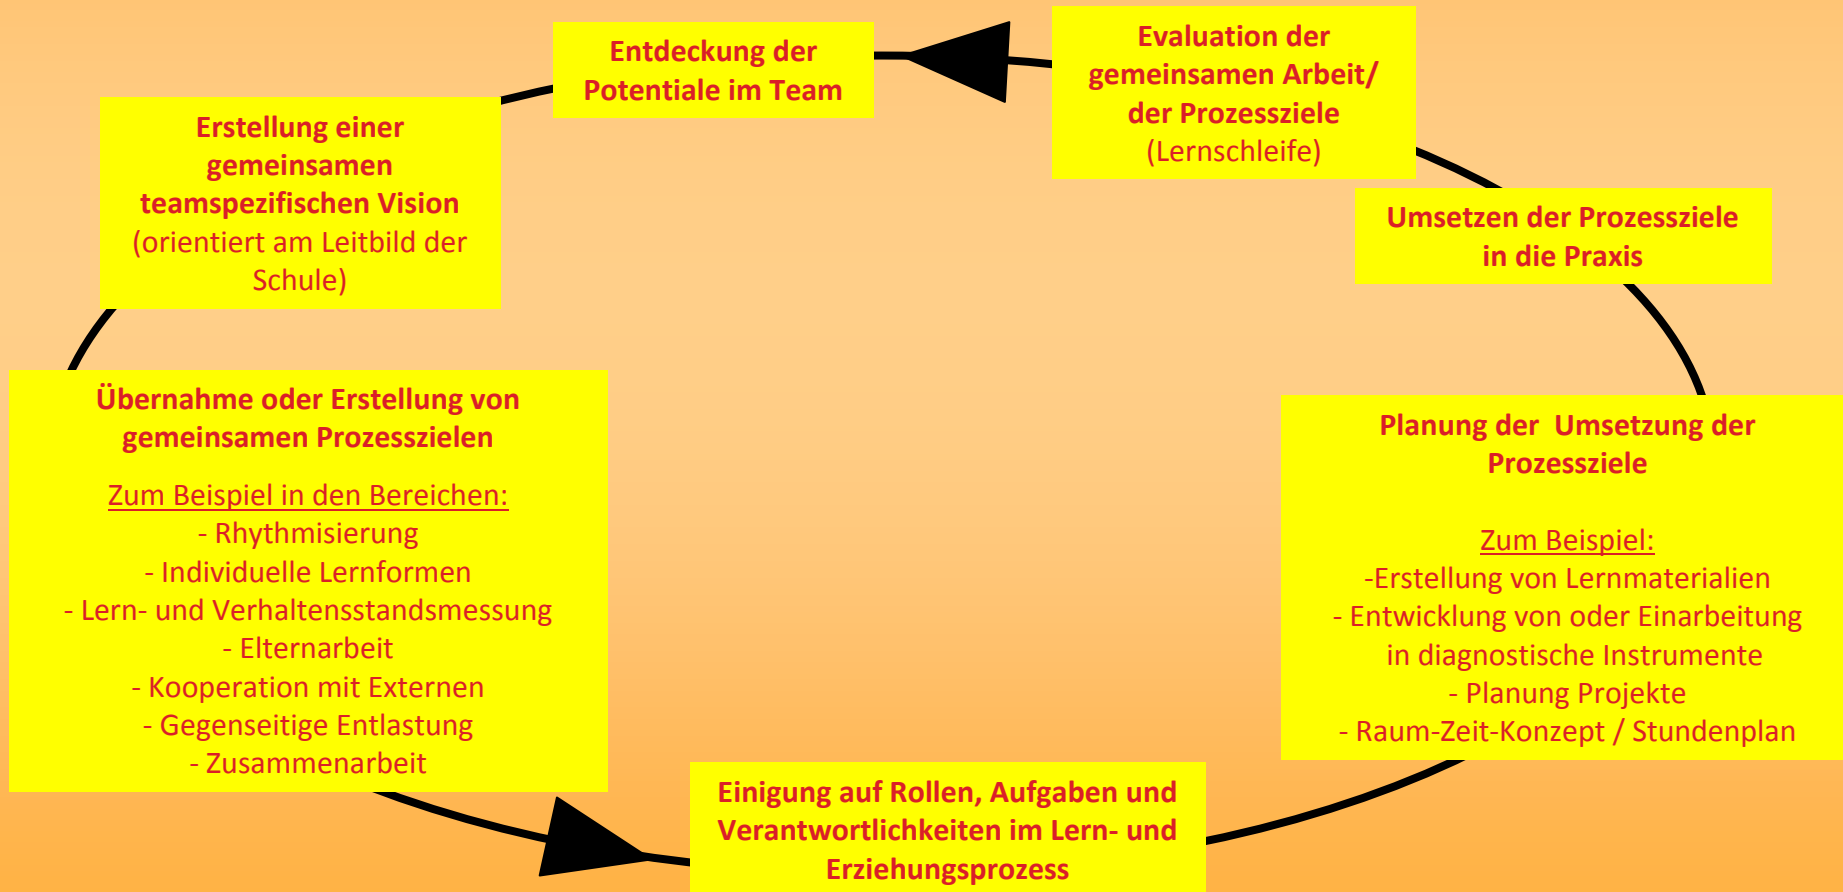 Entdeckung der
Potentiale im Team
Evaluation der
gemeinsamen Arbeit/
der Prozessziele
(Lernschleife)
Erstellung einer
gemeinsamen
teamspezifischen Vision
(orientiert am Leitbild der
Schule)
Umsetzen der Prozessziele
in die Praxis
Übernahme oder Erstellung von
gemeinsamen Prozesszielen
Zum Beispiel in den Bereichen:
- Rhythmisierung
- Individuelle Lernformen
- Lern- und Verhaltensstandsmessung
- Elternarbeit
- Kooperation mit Externen
- Gegenseitige Entlastung
- Zusammenarbeit
Planung der  Umsetzung der
Prozessziele
Zum Beispiel:
-Erstellung von Lernmaterialien
- Entwicklung von oder Einarbeitung
in diagnostische Instrumente
- Planung Projekte
- Raum-Zeit-Konzept / Stundenplan
Einigung auf Rollen, Aufgaben und
Verantwortlichkeiten im Lern- und
Erziehungsprozess